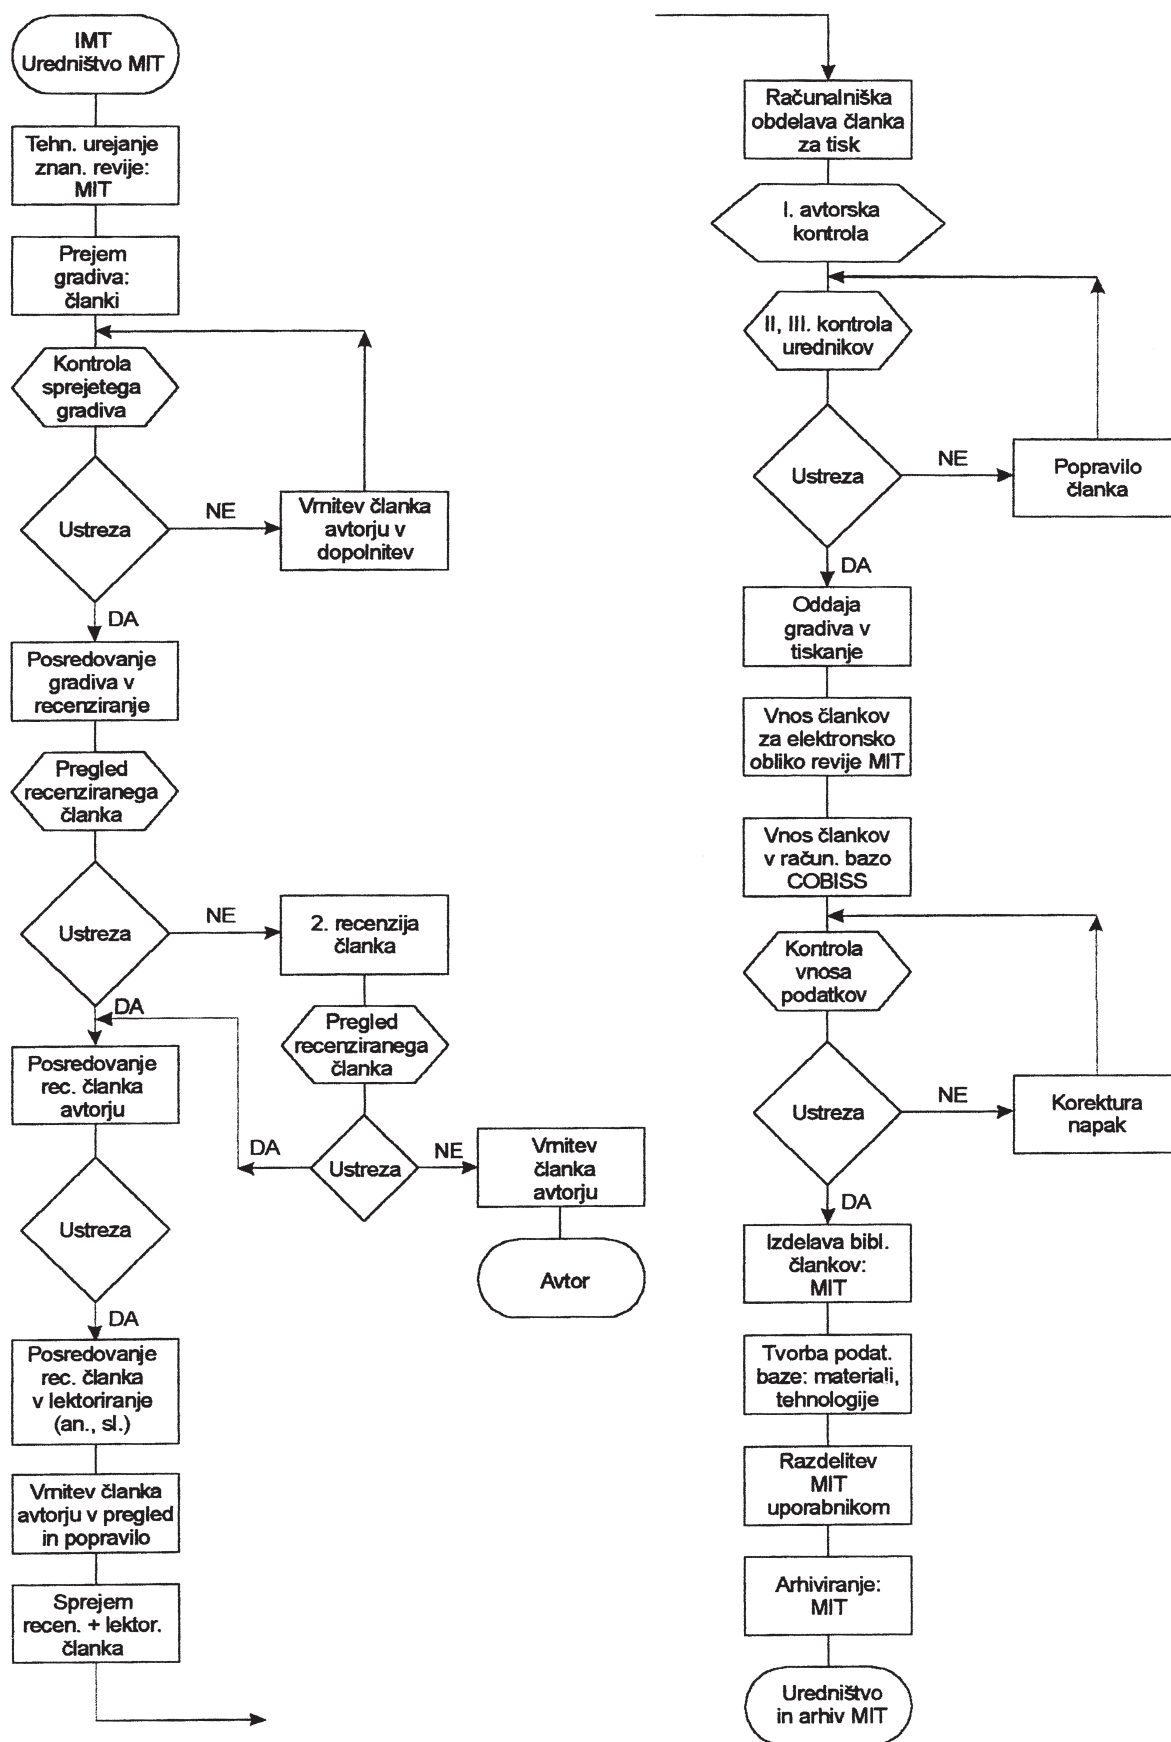 IMT
Uredništvo MIT
Tehn. urejanje
znan. revije:
MIT
Prejem
gradiva:
članki
Kontrola
sprejetega
gradiva
Ustreza
NE
Vrnitev članka
avtorju v
dopolnitev
DA
Posredovanje
gradiva v
recenziranje
Pregled
recenziranega
članka
Ustreza
NE
2. recenzija
članka
DA
Pregled
recenziranega
članka
Posredovanje
rec. članka
avtorju
DA
Ustreza
NE
Vrnitev
članka
avtorju
Avtor
Ustreza
DA
Posredovanje
rec. članka
v lektoriranje
(an., sl.)
Vrnitev članka
avtorju v pregled
in popravilo
Sprejem
recen. + lektor.
članka
Računalniška
obdelava članka
za tisk
I. avtorska
kontrola
II, III. kontrola
urednikov
Ustreza
NE
Popravilo
članka
DA
Oddaja
gradiva v
tiskanje
Vnos člankov
za elektronsko
obliko revije MIT
Vnos člankov
v račun. bazo
COBISS
Kontrola
vnosa
podatkov
Ustreza
NE
Korektura
napak
DA
Izdelava bibl.
člankov:
MIT
Tvorba podat.
baze: materiali,
tehnologije
Razdelitev
MIT
uporabnikom
Arhiviranje:
MIT
Uredništvo
in arhiv MIT